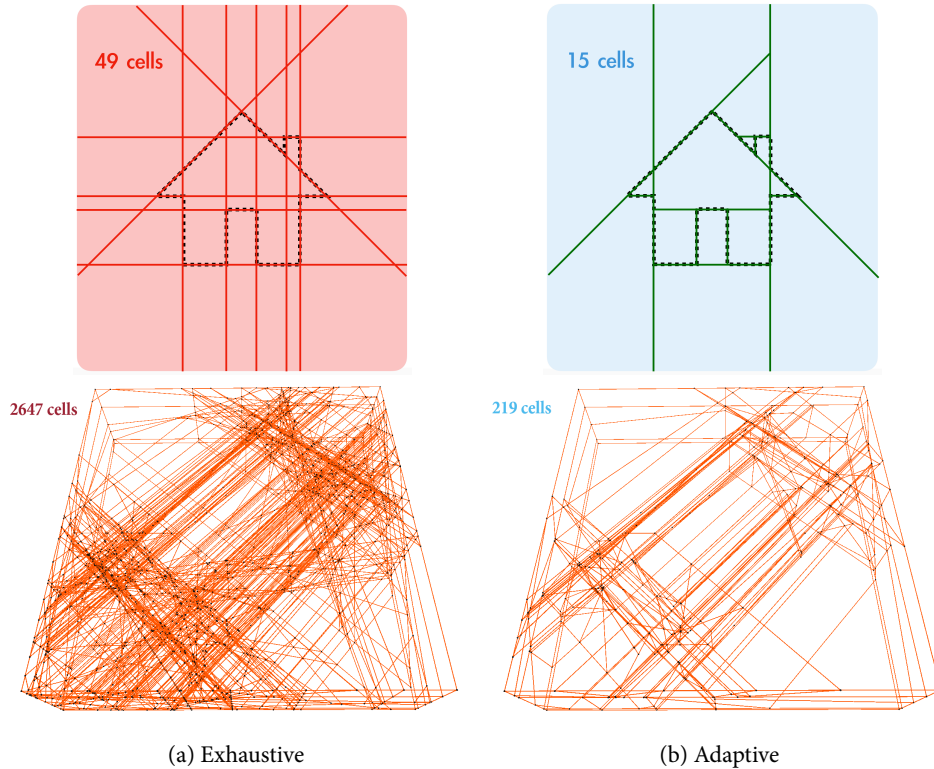 49 cells
15 cells
2647 cells
219 cells
(a) Exhaustive
(b) Adaptive